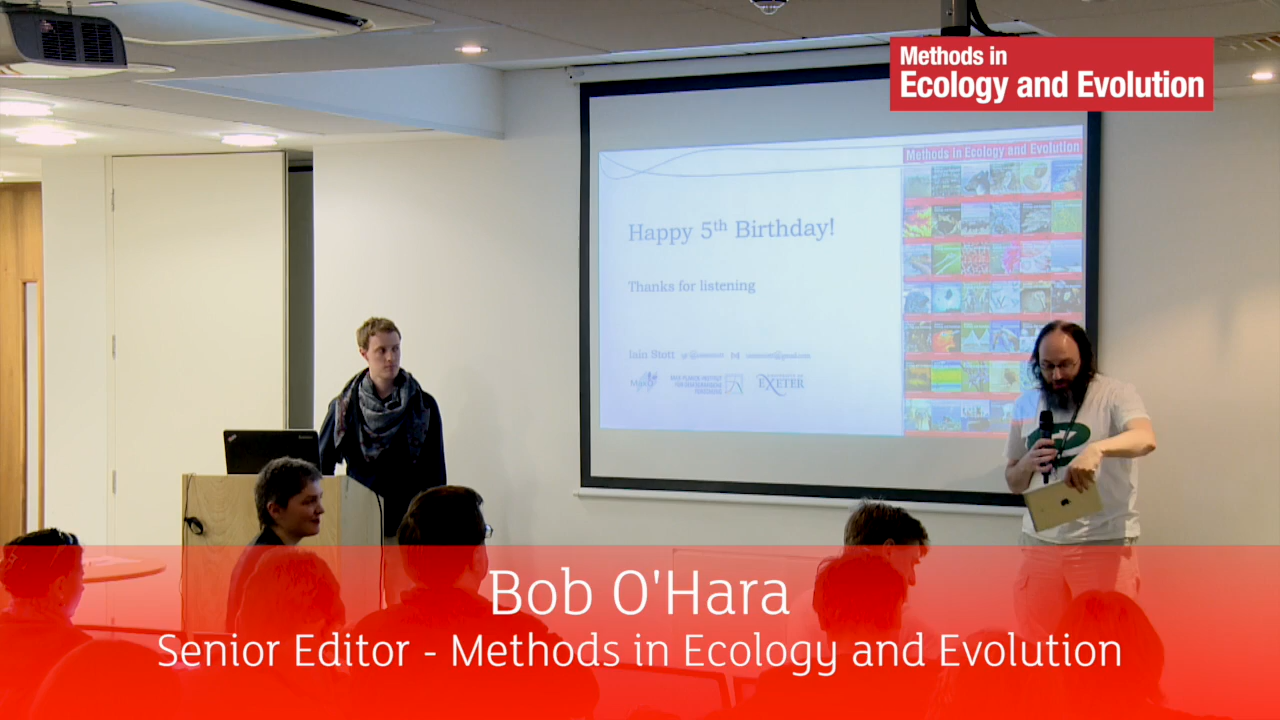 Methods in
Ecology and Evolution
Methods in Ecology and Evolution
Happy 5th Birthday!
Thanks for listening
Iain Stott
EXETER
Bob O'Hara
Senior Editor - Methods in Ecology and Evolution